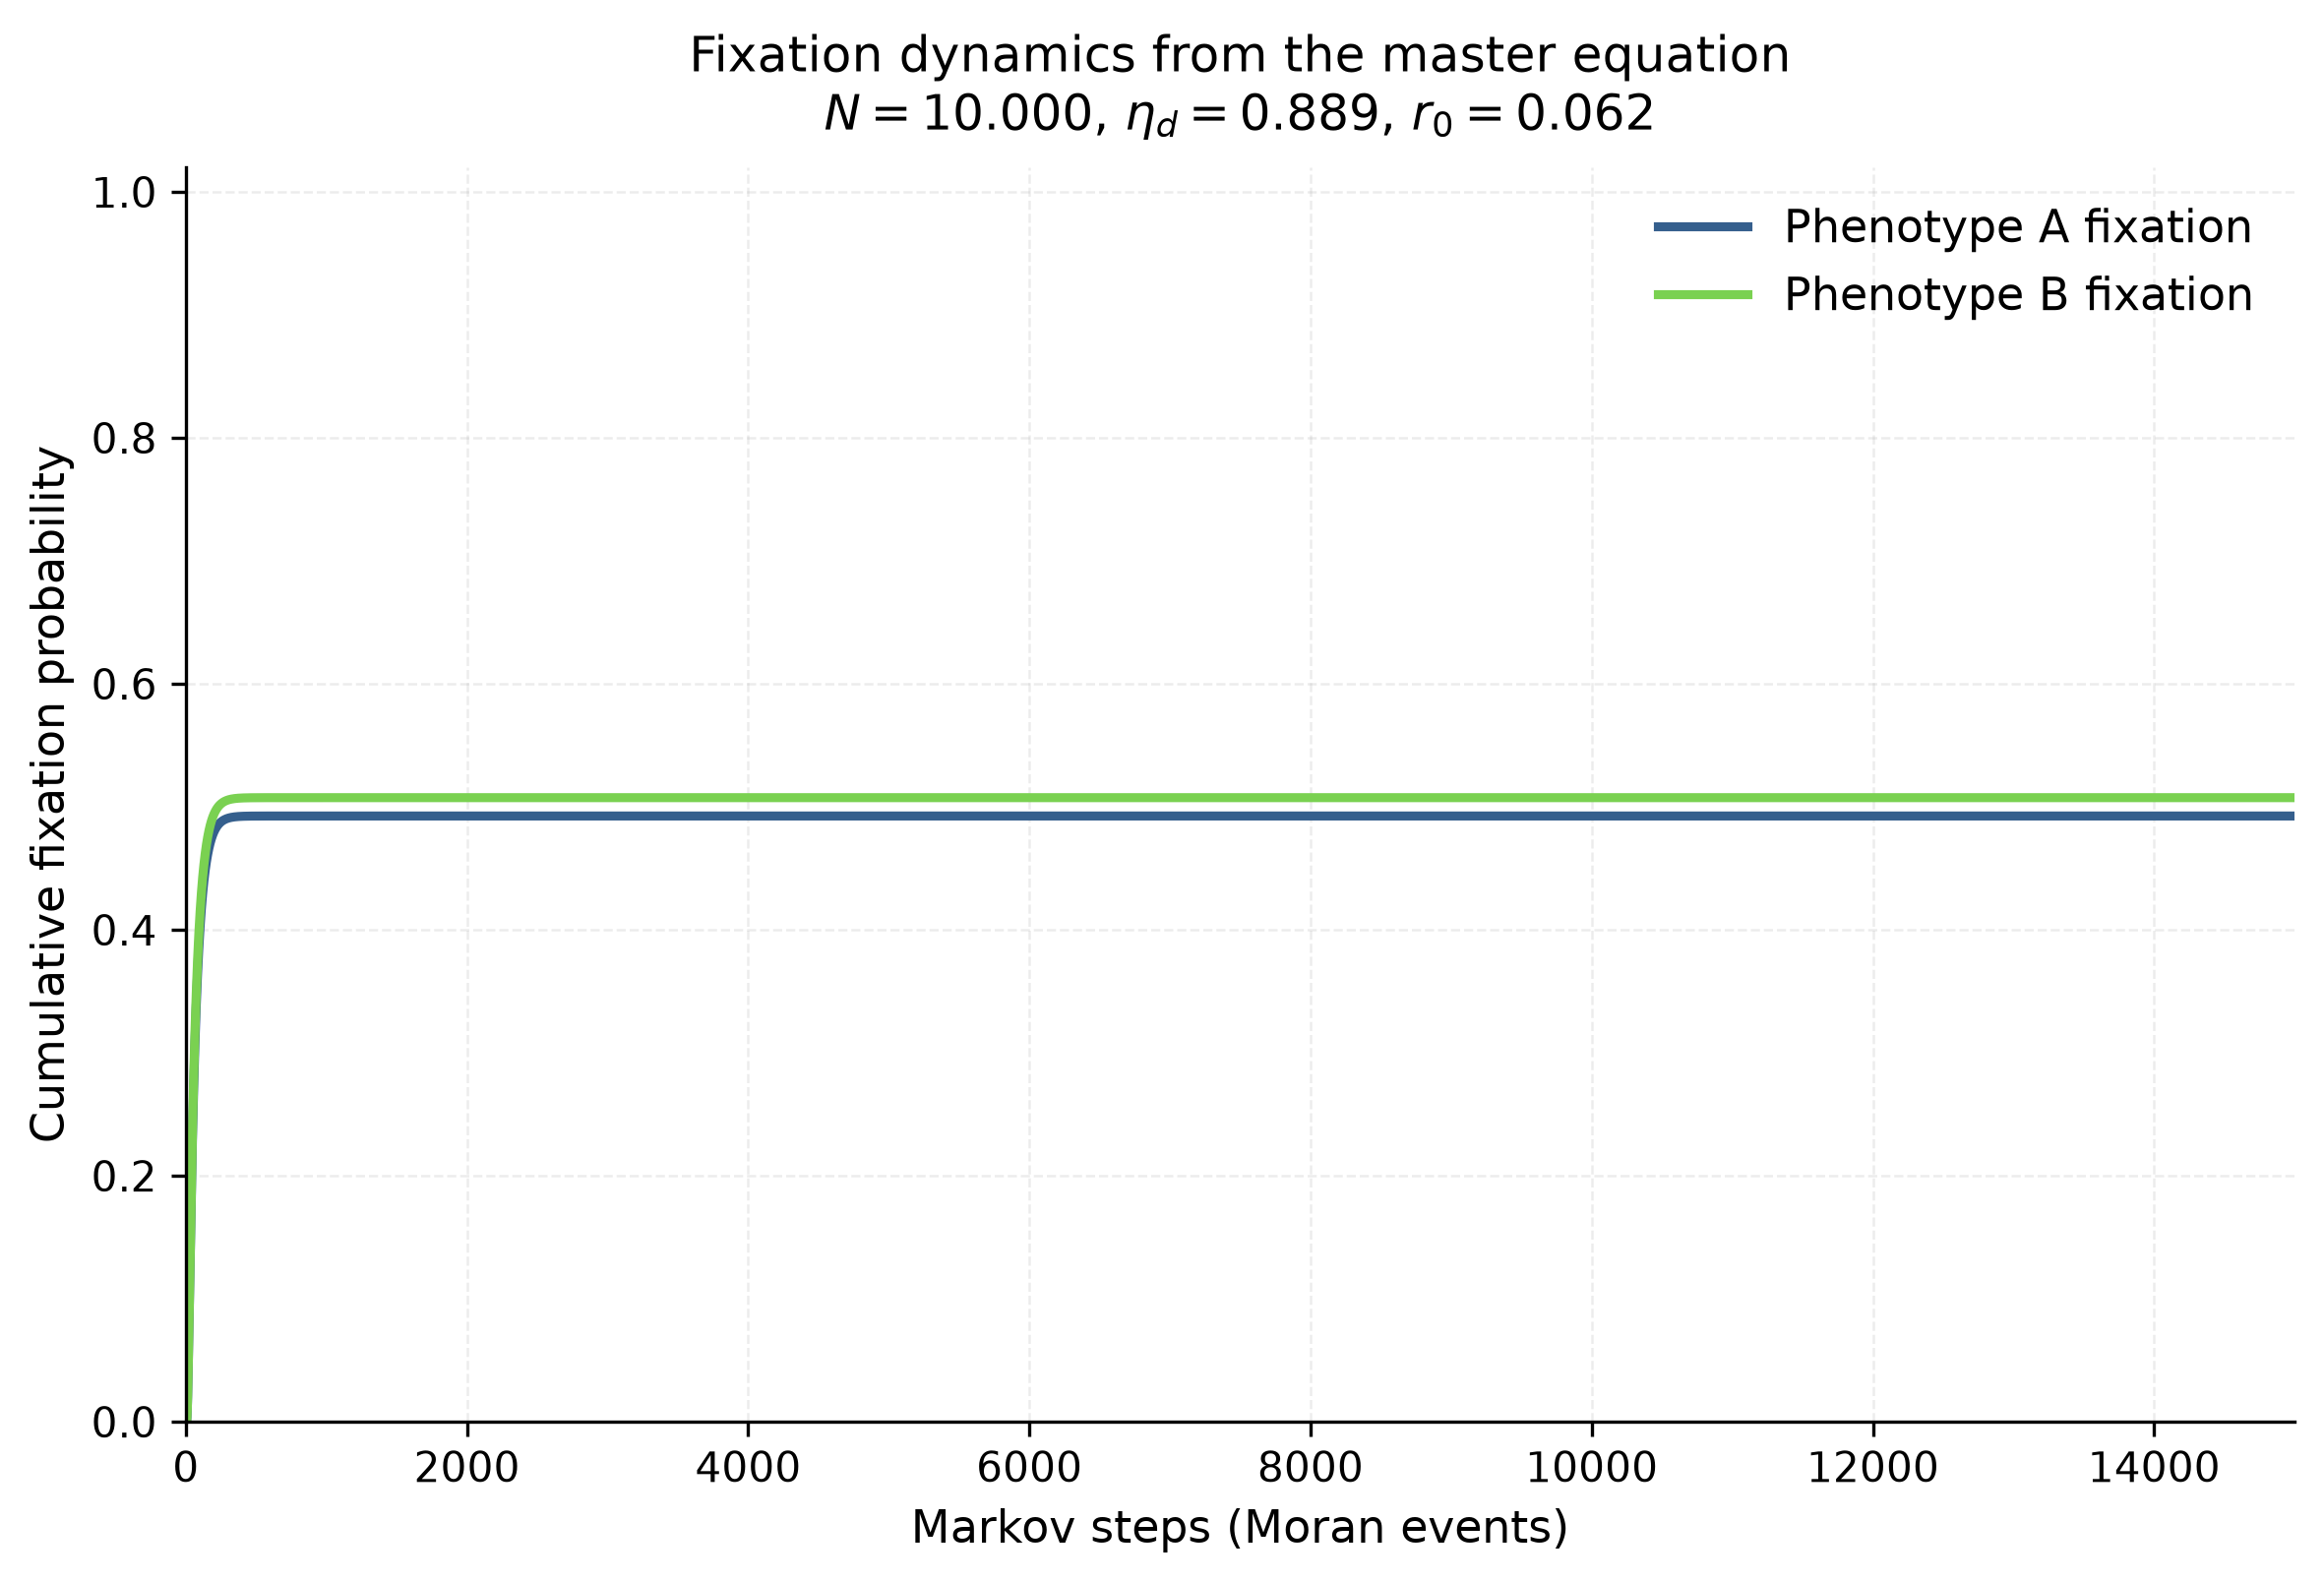 Fixation dynamics from the master equation
N = 10.000, η_d = 0.889, r_0 = 0.062
Phenotype A fixation
Phenotype B fixation
Cumulative fixation probability
1.0
0.8
0.6
0.4
0.2
0.0
0 2000 4000 6000 8000 10000 12000 14000
Markov steps (Moran events)